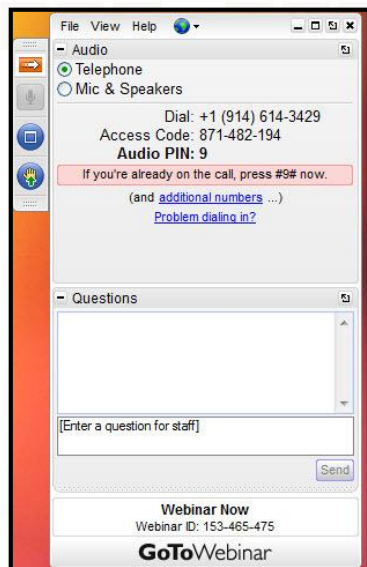 File View Help
Audio
Telephone
Mic & Speakers
Dial: +1 (914) 614-3429
Access Code: 871-482-194
Audio PIN: 9
If you're already on the call, press #9# now.
(and additional numbers ...)
Problem dialing in?
Questions
[Enter a question for staff]
Send
Webinar Now
Webinar ID: 153-465-475
GoToWebinar